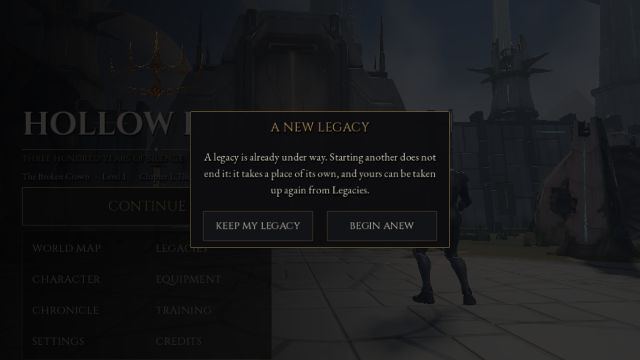 HOLLOW
A NEW LEGACY
THREE HUNDRED YEARS OF SILENCE
A legacy is already under way. Starting another does not
end it: it takes a place of its own, and yours can be taken
up again from Legacies.
The Broken Crown · Level 1 · Chapter 1,
CONTINUE
KEEP MY LEGACY
BEGIN ANEW
WORLD MAP
LEGACIES
CHARACTER
EQUIPMENT
CHRONICLE
TRAINING
SETTINGS
CREDITS